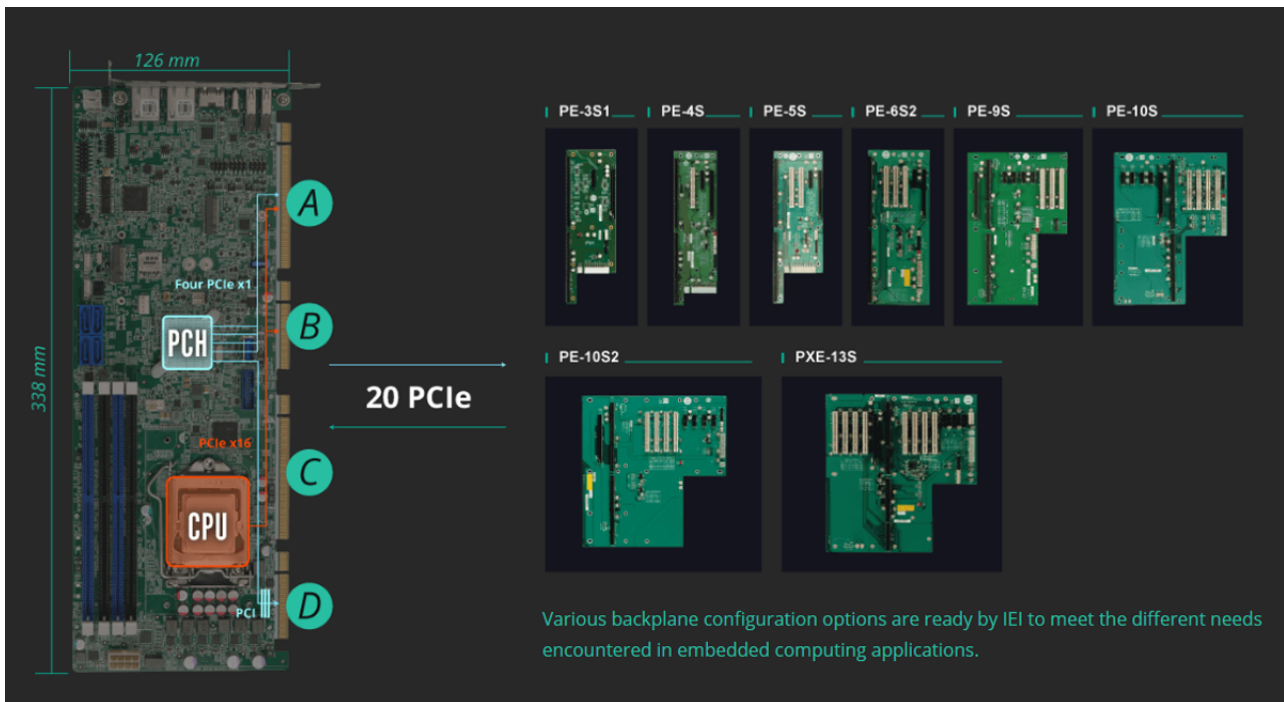 126 mm
338 mm
A
Four PCIe x1
B
PCH
PCIe x16
C
CPU
PCI
D
20 PCIe
PE-3S1
PE-4S
PE-5S
PE-6S2
PE-9S
PE-10S
PE-10S2
PXE-13S
Various backplane configuration options are ready by IEI to meet the different needs
encountered in embedded computing applications.